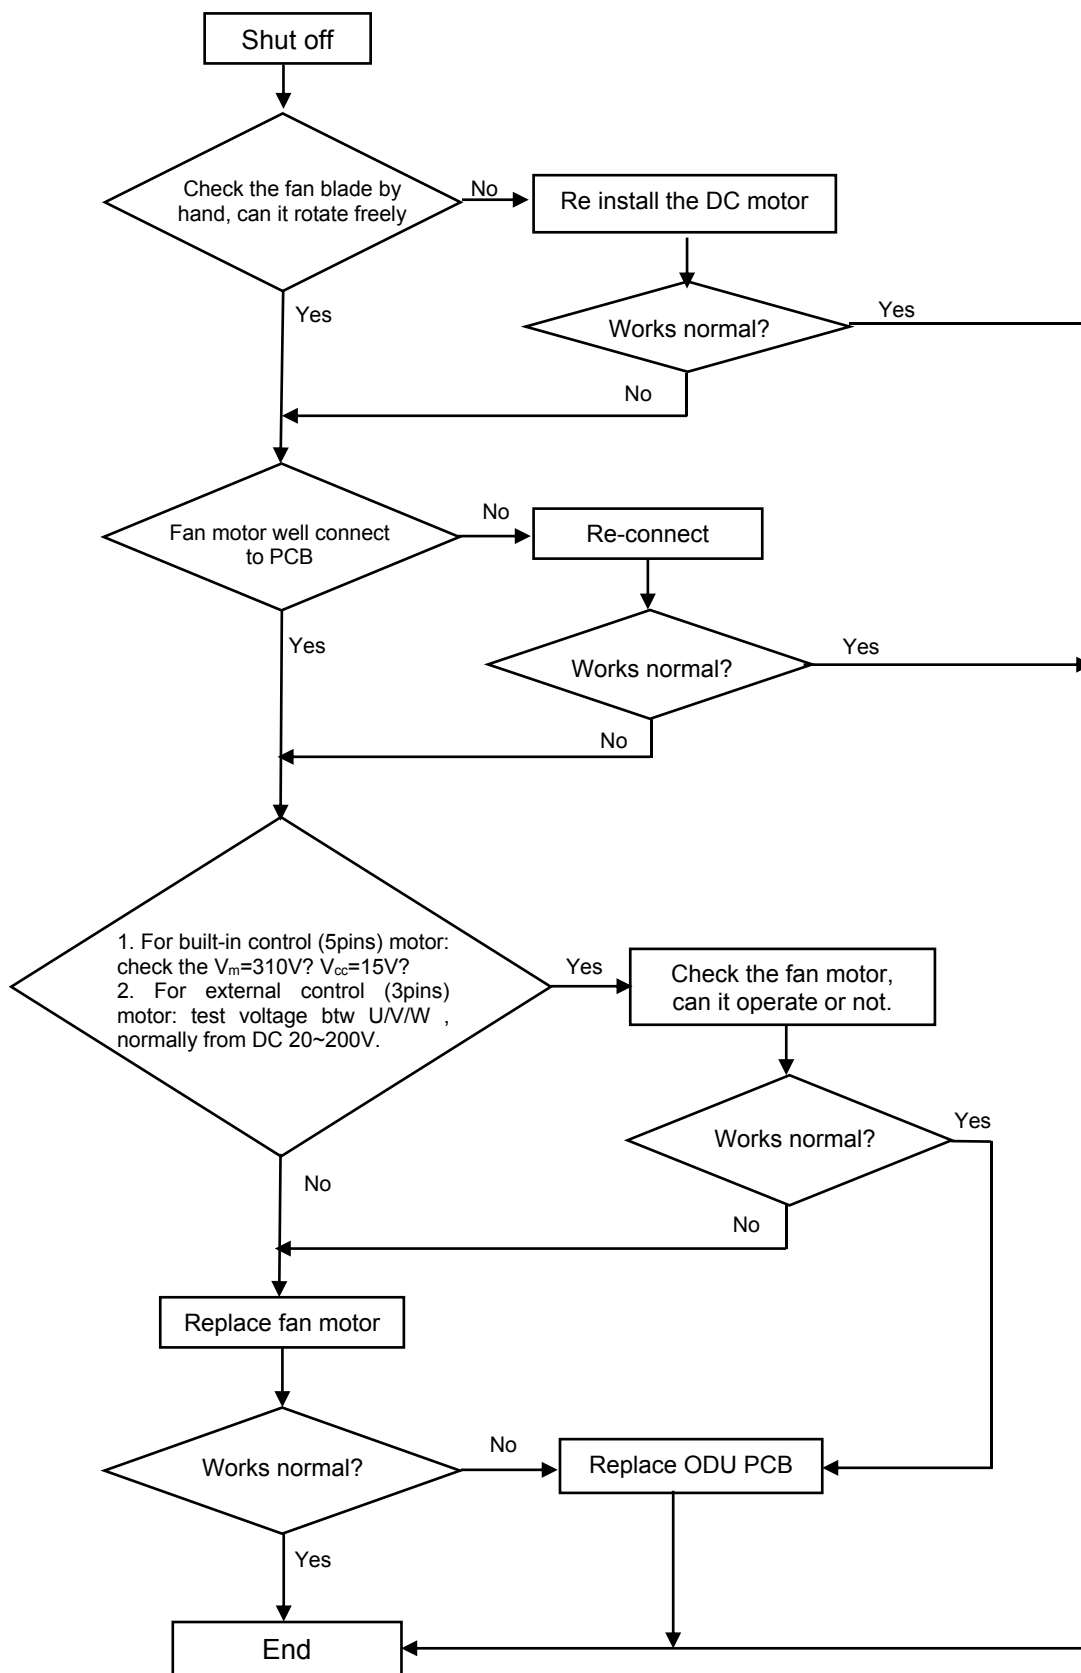 Shut off
Check the fan blade by
hand, can it rotate freely
No
Re install the DC motor
Yes
Works normal?
Yes
No
Fan motor well connect
to PCB
No
Re-connect
Yes
Works normal?
Yes
No
1. For built-in control (5pins) motor:
check the Vm=310V? Vcc=15V?
2. For external control (3pins)
motor: test voltage btw U/V/W ,
normally from DC 20~200V.
Yes
Check the fan motor,
can it operate or not.
Works normal?
Yes
No
No
Replace fan motor
Works normal?
No
Replace ODU PCB
Yes
End